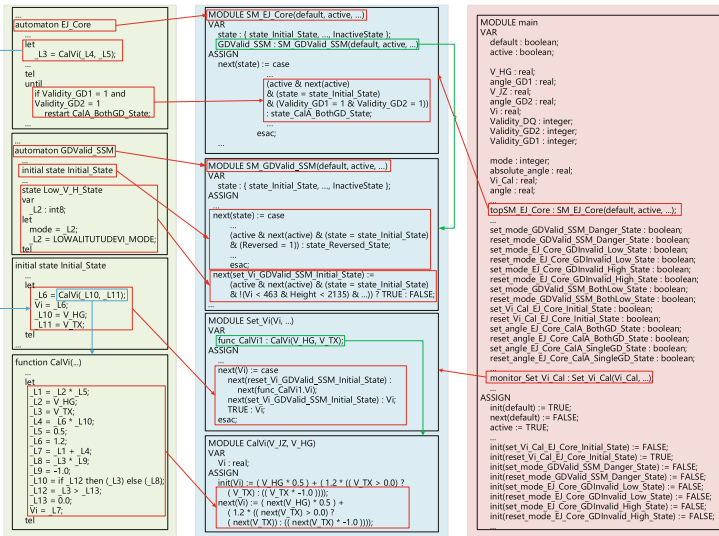 ...
automaton EJ_Core
...
let
_L3 = CalVi(_L4, _L5);
...
tel
until
if Validity_GD1 = 1 and
Validity_GD2 = 1
restart CalA_BothGD_State;
...
...
automaton GDValid_SSM
...
initial state Initial_State
...
state Low_V_H_State
var
_L2 : int8;
let
mode = _L2;
_L2 = LOWALITUTUDEVI_MODE;
tel
initial state Initial_State
...
let
_L6 = CalVi(_L10, _L11);
Vi = _L6;
_L10 = V_HG;
_L11 = V_TX;
tel
function CalVi(...)
...
let
_L1 = _L2 * _L5;
_L2 = V_HG;
_L3 = V_TX;
_L4 = _L6 * _L10;
_L5 = 0.5;
_L6 = 1.2;
_L7 = _L1 + _L4;
_L8 = _L3 * _L9;
_L9 = -1.0;
_L10 = if _L12 then (_L3) else (_L8);
_L12 = _L3 > _L13;
_L13 = 0.0;
Vi = _L7;
tel
MODULE SM_EJ_Core(default, active, ...)
VAR
state : { state_Initial_State, ..., InactiveState };
GDValid_SSM : SM_GDValid_SSM(default, active, ...)
ASSIGN
next(state) := case
...
(active & next(active)
& (state = state_Initial_State)
& (Validity_GD1 = 1 & Validity_GD2 = 1))
: state_CalA_BothGD_State;
...
esac;
...
MODULE SM_GDValid_SSM(default, active, ...)
VAR
state : { state_Initial_State, ..., InactiveState };
ASSIGN
...
next(state) := case
...
(active & next(active) & (state = state_Initial_State)
& (Reversed = 1)) : state_Reversed_State;
...
esac;
next(set_Vi_GDValid_SSM_Initial_State) :=
(active & next(active) & (state = state_Initial_State)
& !(Vi < 463 & Height < 2135) & ...)) ? TRUE : FALSE;
...
MODULE Set_Vi(Vi, ...)
VAR
func_CalVi1 : CalVi(V_HG, V_TX);
ASSIGN
...
next(Vi) := case
next(reset_Vi_GDValid_SSM_Initial_State) :
next(func_CalVi1.Vi);
next(set_Vi_GDValid_SSM_Initial_State) : Vi;
TRUE : Vi;
esac;
MODULE CalVi(V_JZ, V_HG)
VAR
Vi : real;
ASSIGN
init(Vi) := ( V_HG * 0.5 ) + ( 1.2 * (( V_TX > 0.0) ?
( V_TX) : (( V_TX * -1.0 ))));
next(Vi) := ( next(V_HG) * 0.5 ) +
( 1.2 * (( next(V_TX) > 0.0) ?
( next(V_TX)) : (( next(V_TX) * -1.0 ))));
MODULE main
VAR
default : boolean;
active : boolean;
V_HG : real;
angle_GD1 : real;
V_JZ : real;
angle_GD2 : real;
Vi : real;
Validity_DQ : integer;
Validity_GD2 : integer;
Validity_GD1 : integer;
mode : integer;
absolute_angle : real;
Vi_Cal : real;
angle : real;
...
topSM_EJ_Core : SM_EJ_Core(default, active, ...);
...
set_mode_GDValid_SSM_Danger_State : boolean;
reset_mode_GDValid_SSM_Danger_State : boolean;
set_mode_EJ_Core_GDInvalid_Low_State : boolean;
reset_mode_EJ_Core_GDInvalid_Low_State : boolean;
set_mode_EJ_Core_GDInvalid_High_State : boolean;
reset_mode_EJ_Core_GDInvalid_High_State : boolean;
set_mode_GDValid_SSM_BothLow_State : boolean;
reset_mode_GDValid_SSM_BothLow_State : boolean;
set_Vi_Cal_EJ_Core_Initial_State : boolean;
reset_Vi_Cal_EJ_Core_Initial_State : boolean;
set_angle_EJ_Core_CalA_BothGD_State : boolean;
reset_angle_EJ_Core_CalA_BothGD_State : boolean;
set_angle_EJ_Core_CalA_SingleGD_State : boolean;
reset_angle_EJ_Core_CalA_SingleGD_State : boolean;
...
monitor_Set_Vi_Cal : Set_Vi_Cal(Vi_Cal, ...);
...
ASSIGN
init(default) := TRUE;
next(default) := FALSE;
active := TRUE;
...
init(set_Vi_Cal_EJ_Core_Initial_State) := FALSE;
init(reset_Vi_Cal_EJ_Core_Initial_State) := TRUE;
init(set_mode_GDValid_SSM_Danger_State) := FALSE;
init(reset_mode_GDValid_SSM_Danger_State) := FALSE;
init(set_mode_EJ_Core_GDInvalid_Low_State) := FALSE;
init(reset_mode_EJ_Core_GDInvalid_Low_State) := FALSE;
init(set_mode_EJ_Core_GDInvalid_High_State) := FALSE;
init(reset_mode_EJ_Core_GDInvalid_High_State) := FALSE;
...